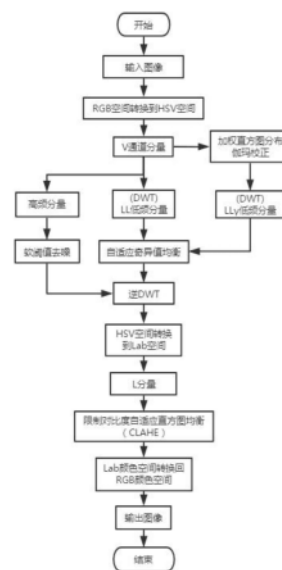 开始
输入图像
RGB空间转换到HSV空间
V通道分量
加权直方图分布
伽玛校正
高频分量
(DWT)
LL低频分量
(DWT)
LLγ低频分量
软阈值去噪
自适应奇异值均衡
逆DWT
HSV空间转换
到Lab空间
L分量
限制对比度自适应直方图均衡
(CLAHE)
Lab颜色空间转换回
RGB颜色空间
输出图像
结束